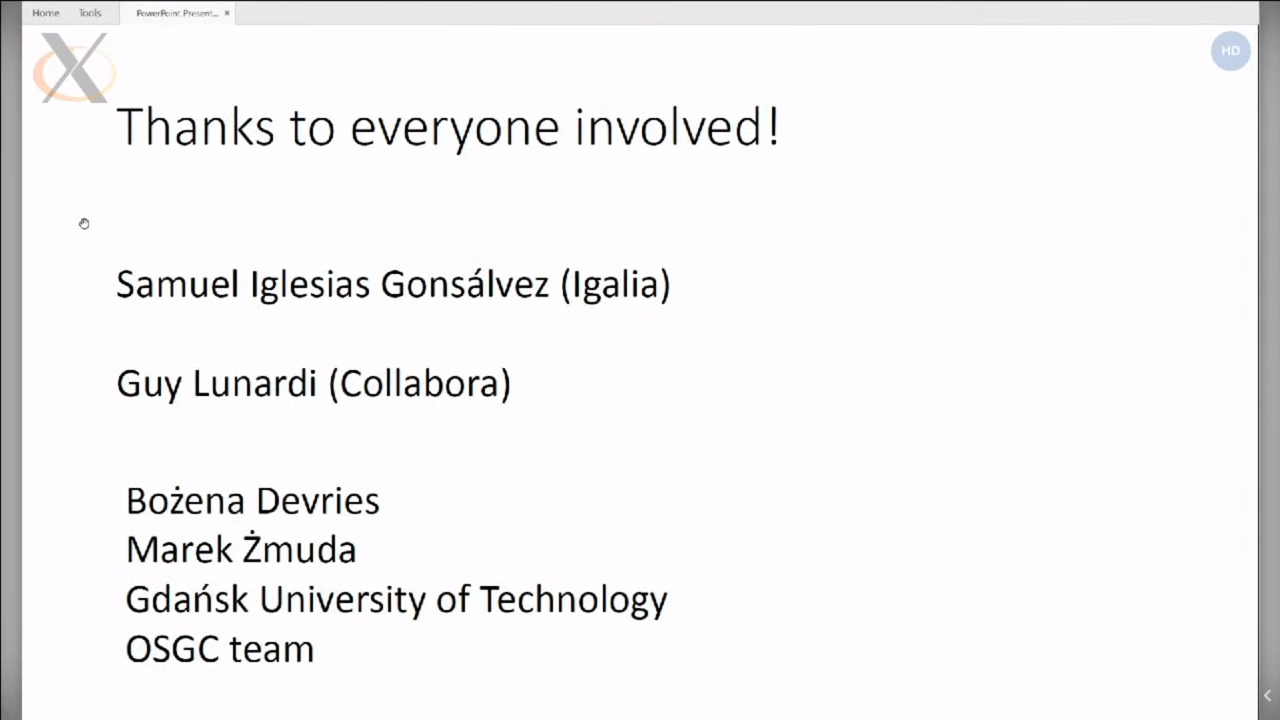 Home Tools PowerPoint Present... ×
HD
X
Thanks to everyone involved!
Samuel Iglesias Gonsálvez (Igalia)
Guy Lunardi (Collabora)
Bożena Devries
Marek Żmuda
Gdańsk University of Technology
OSGC team